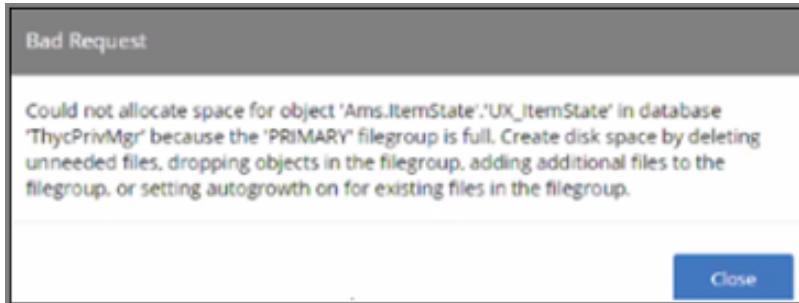 Bad Request
Could not allocate space for object 'Ams.ItemState'.'UX_ItemState' in database
'ThycPrivMgr' because the 'PRIMARY' filegroup is full. Create disk space by deleting
unneeded files, dropping objects in the filegroup, adding additional files to the
filegroup, or setting autogrowth on for existing files in the filegroup.
Close